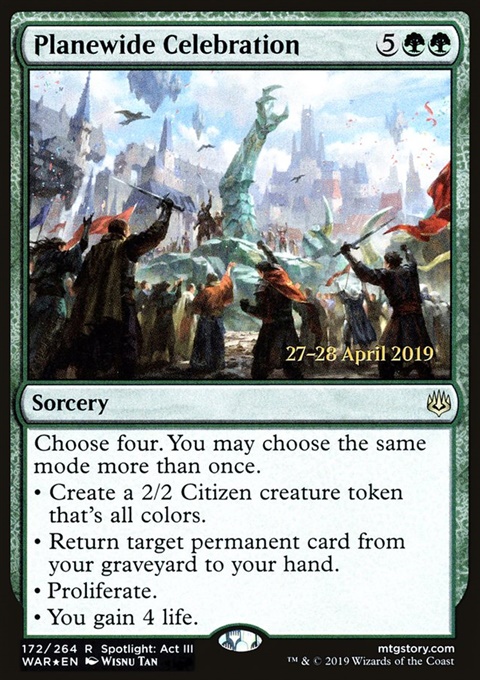 Planewide Celebration 5
27–28 April 2019
Sorcery
Choose four. You may choose the same
mode more than once.
• Create a 2/2 Citizen creature token
that's all colors.
• Return target permanent card from
your graveyard to your hand.
• Proliferate.
• You gain 4 life.
172/264 R Spotlight: Act III mtgstory.com
WAR★EN Wisnu Tan ™ & © 2019 Wizards of the Coast